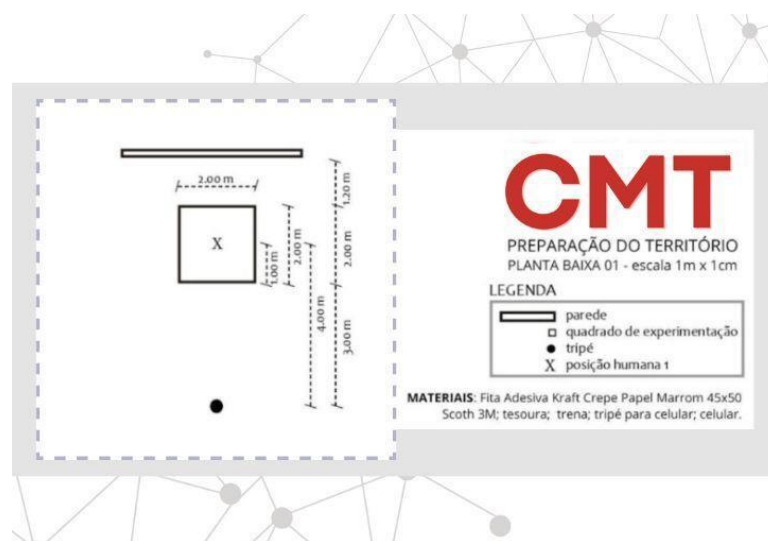 2.00 m
1.20 m
X
1.00 m
2.00 m
2.00 m
4.00 m
3.00 m
CMT
PREPARAÇÃO DO TERRITÓRIO
PLANTA BAIXA 01 - escala 1m x 1cm
LEGENDA
parede
quadrado de experimentação
tripé
X posição humana 1
MATERIAIS: Fita Adesiva Kraft Crepe Papel Marrom 45x50
Scoth 3M; tesoura; trena; tripé para celular; celular.